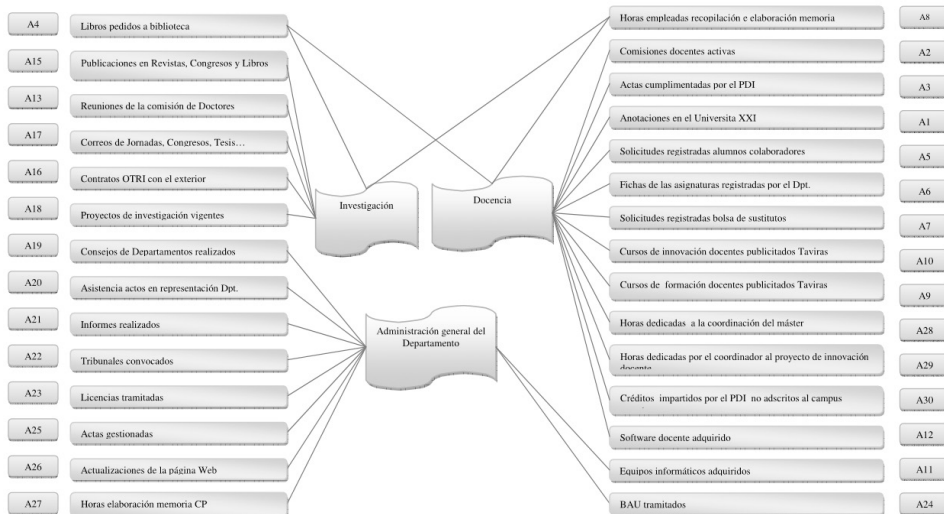 A4 Libros pedidos a biblioteca
A15 Publicaciones en Revistas, Congresos y Libros
A13 Reuniones de la comisión de Doctores
A17 Correos de Jornadas, Congresos, Tesis…
A16 Contratos OTRI con el exterior
A18 Proyectos de investigación vigentes
A19 Consejos de Departamentos realizados
A20 Asistencia actos en representación Dpt.
A21 Informes realizados
A22 Tribunales convocados
A23 Licencias tramitadas
A25 Actas gestionadas
A26 Actualizaciones de la página Web
A27 Horas elaboración memoria CP
Investigación
Docencia
Administración general del
Departamento
Horas empleadas recopilación e elaboración memoria A8
Comisiones docentes activas A2
Actas cumplimentadas por el PDI A3
Anotaciones en el Universita XXI A1
Solicitudes registradas alumnos colaboradores A5
Fichas de las asignaturas registradas por el Dpt. A6
Solicitudes registradas bolsa de sustitutos A7
Cursos de innovación docentes publicitados Taviras A10
Cursos de formación docentes publicitados Taviras A9
Horas dedicadas a la coordinación del máster A28
Horas dedicadas por el coordinador al proyecto de innovación
docente A29
Créditos impartidos por el PDI no adscritos al campus A30
Software docente adquirido A12
Equipos informáticos adquiridos A11
BAU tramitados A24